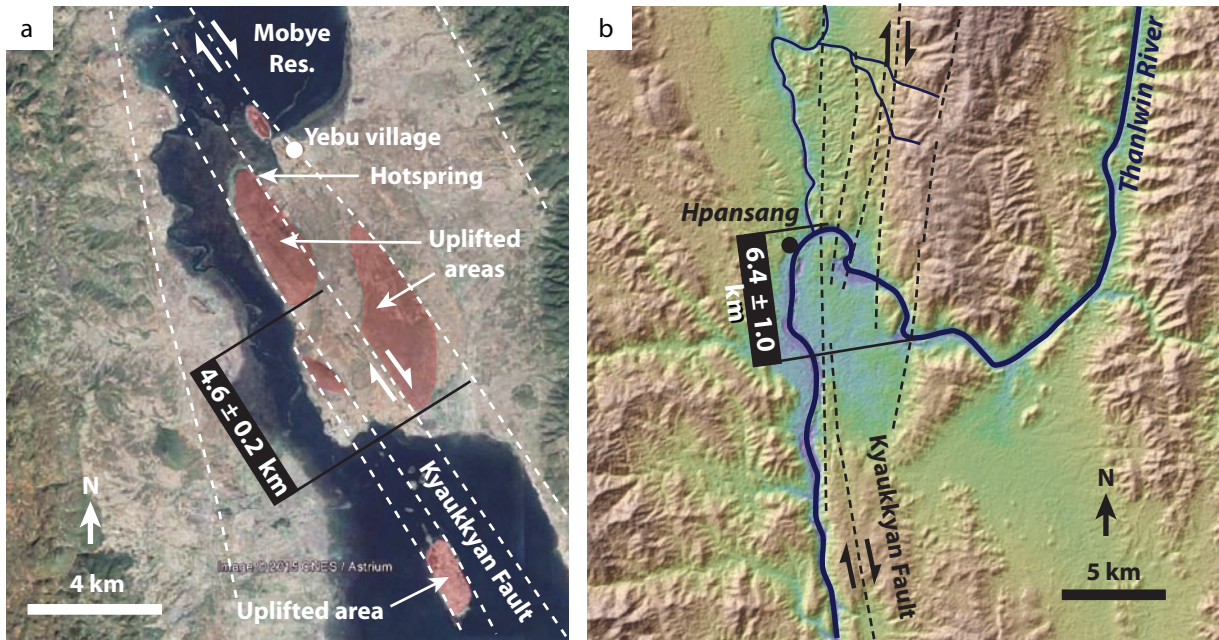 a
Mobye
Res.
Yebu village
Hotspring
Uplifted
areas
4.6 ± 0.2 km
N
4 km
Image © 2015 CNES / Astrium
Uplifted area
Kyaukkyan Fault
b
Thanlwin River
Hpansang
6.4 ± 1.0
km
Kyaukkyan Fault
N
5 km